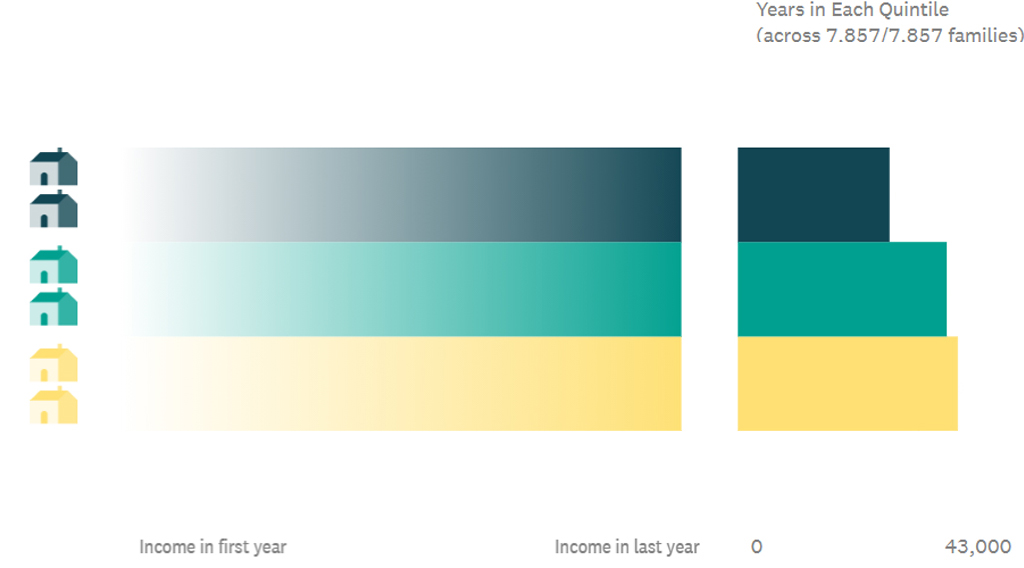 Years in Each Quintile
(across 7.857/7.857 families)
Income in first year
Income in last year
0
43,000